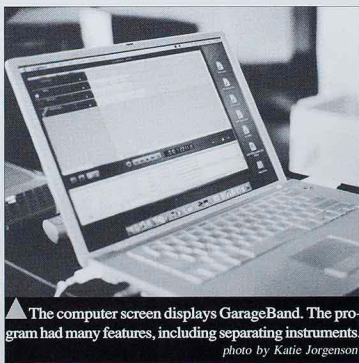 The computer screen displays GarageBand. The pro-
gram had many features, including separating instruments.
photo by Katie Jorgenson